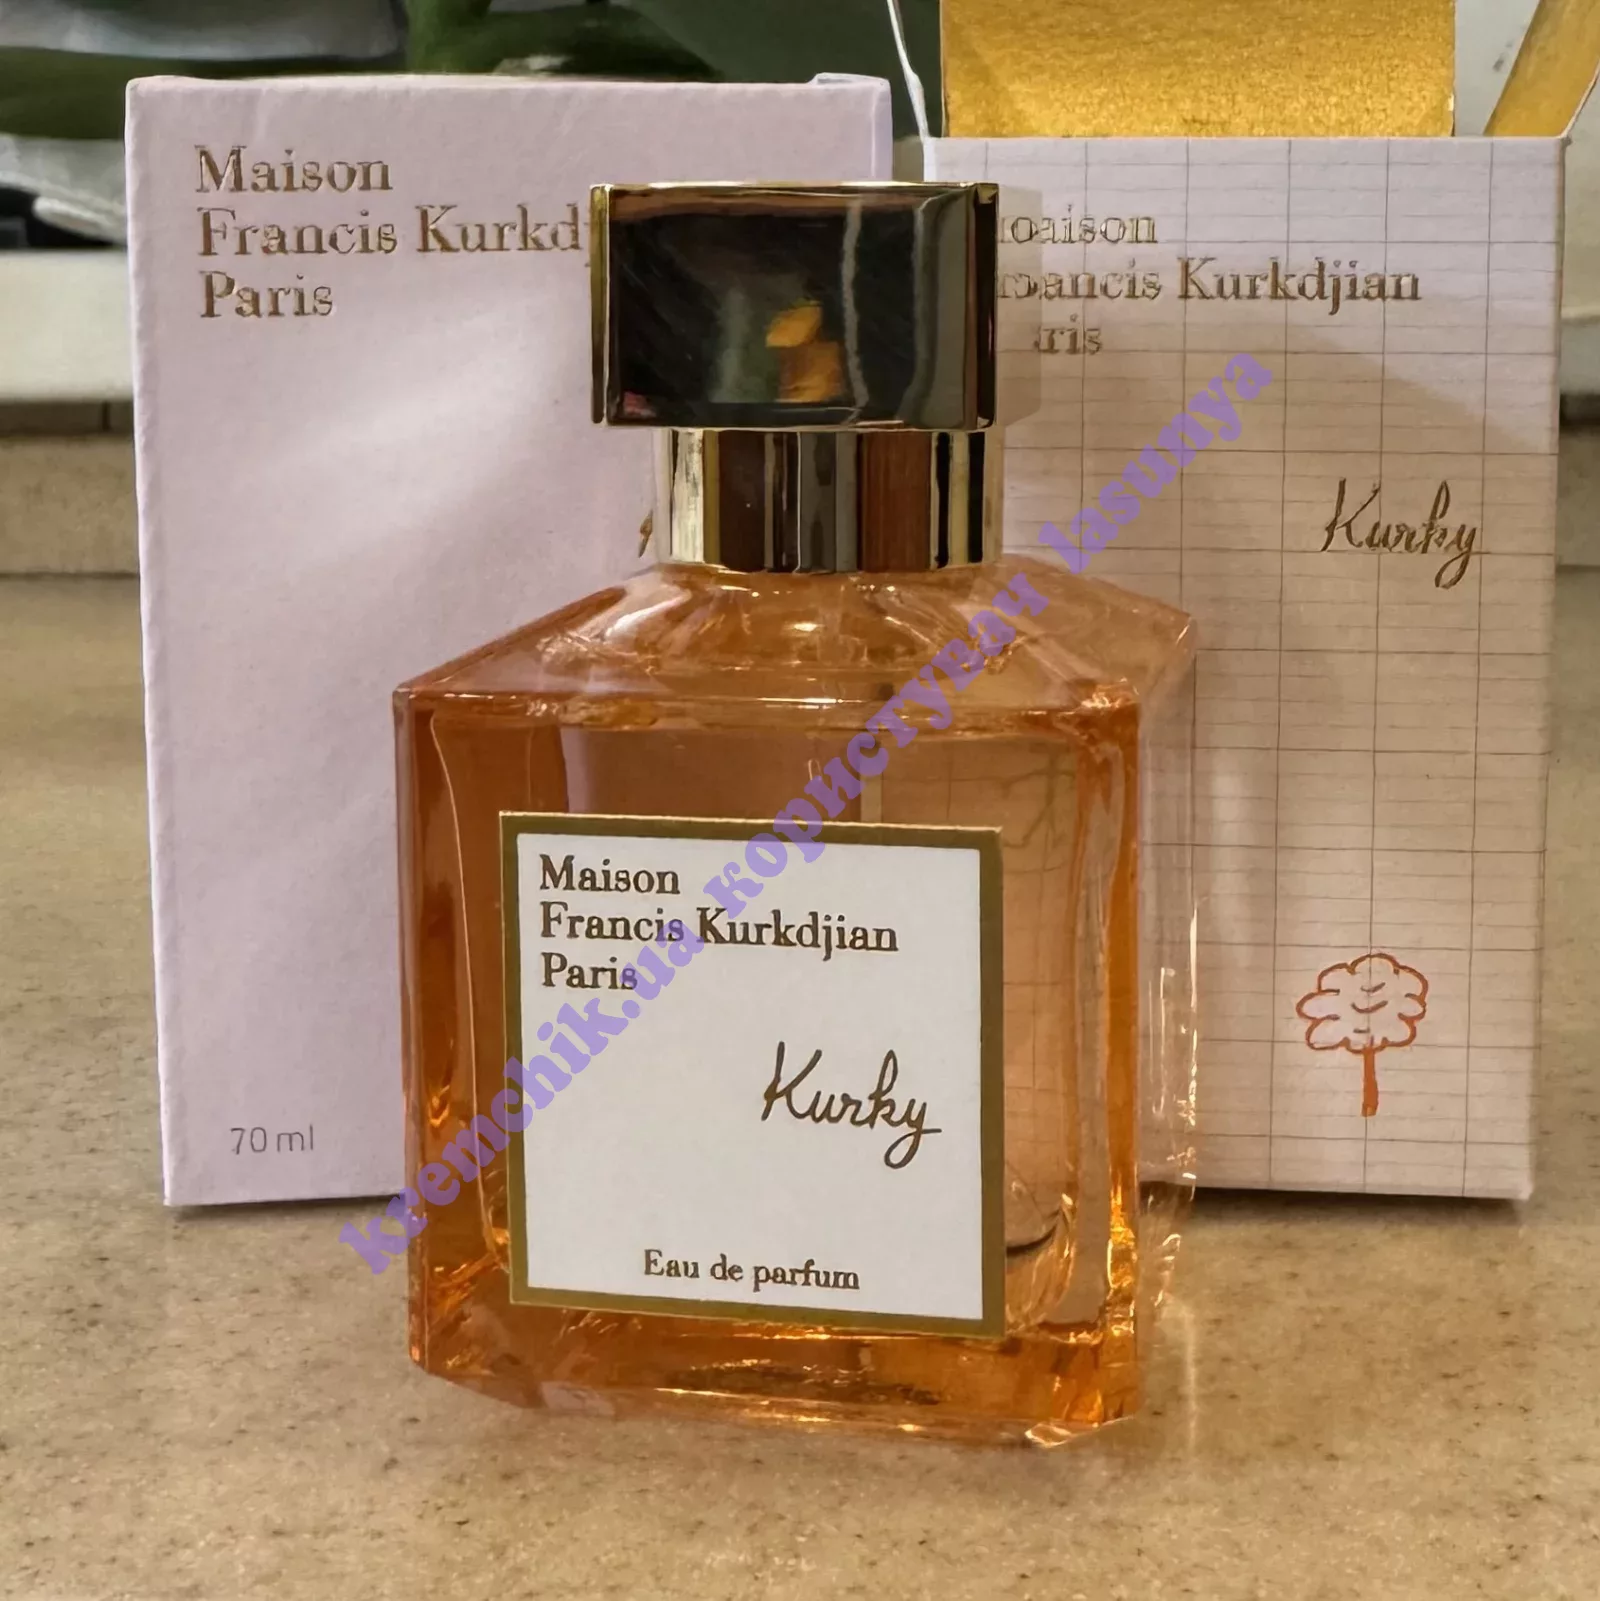 Maison
Francis Kurkdj
Paris
70 ml
aison
ancis Kurkdjian
aris
Kurky
Maison
Francis Kurkdjian
Paris
Kurky
Eau de parfum
kremchik.ua користувач lasunya